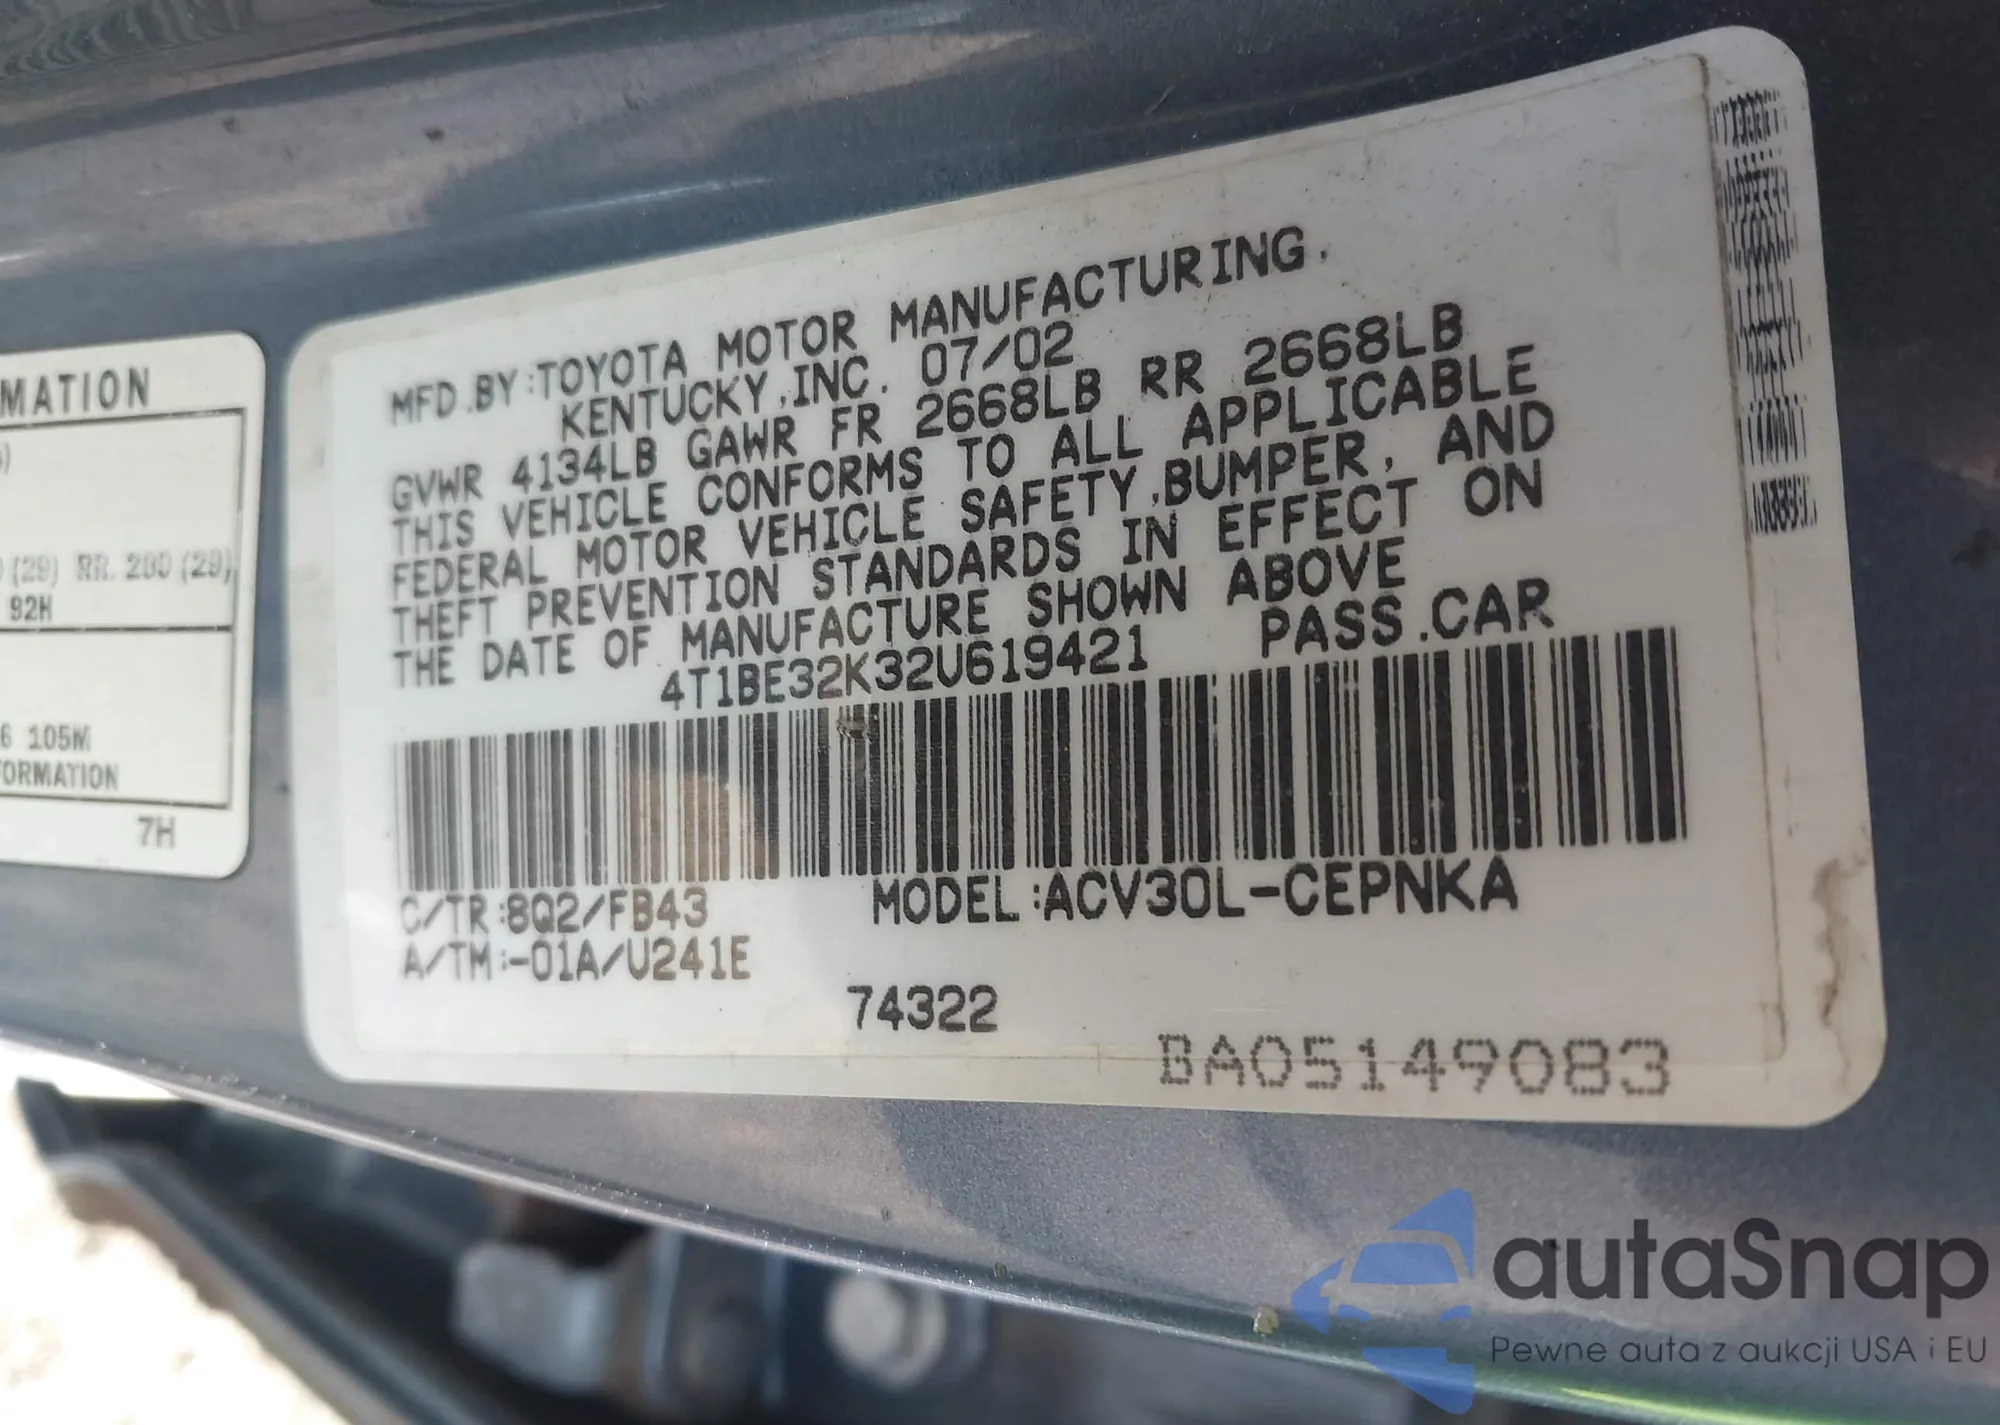 MATION
(29) RR. 200 (29)
92H
6 105M
FORMATION
7H
MFD.BY:TOYOTA MOTOR MANUFACTURING,
KENTUCKY,INC. 07/02
GVWR 4134LB GAWR FR 2668LB RR 2668LB
THIS VEHICLE CONFORMS TO ALL APPLICABLE
FEDERAL MOTOR VEHICLE SAFETY,BUMPER, AND
THEFT PREVENTION STANDARDS IN EFFECT ON
THE DATE OF MANUFACTURE SHOWN ABOVE
4T1BE32K32U619421 PASS.CAR
C/TR:8Q2/FB43 MODEL:ACV30L-CEPNKA
A/TM:-01A/U241E
74322
BA05149083
autaSnap
Pewne auta z aukcji USA i EU